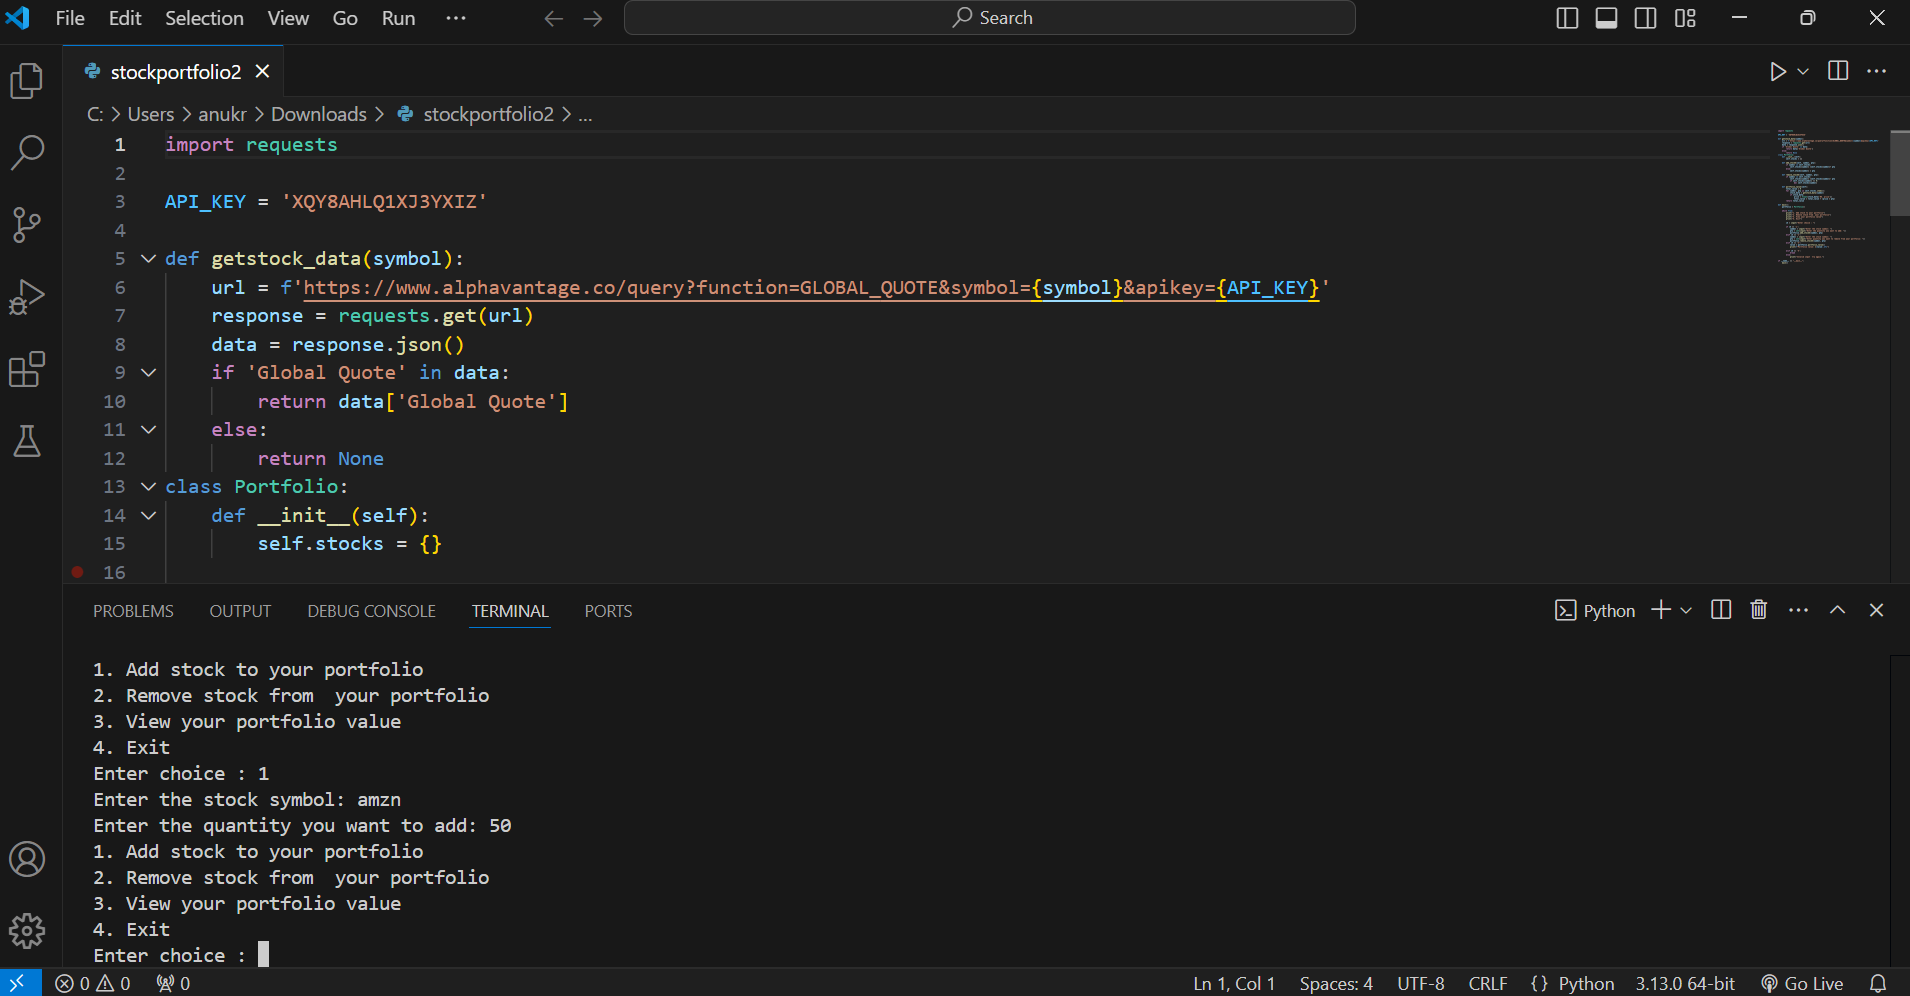 File Edit Selection View Go Run ··· Search
stockportfolio2
C: > Users > anukr > Downloads > stockportfolio2 > ...
1 import requests
2
3 API_KEY = 'XQY8AHLQ1XJ3YXIZ'
4
5 def getstock_data(symbol):
6 url = f'https://www.alphavantage.co/query?function=GLOBAL_QUOTE&symbol={symbol}&apikey={API_KEY}'
7 response = requests.get(url)
8 data = response.json()
9 if 'Global Quote' in data:
10 return data['Global Quote']
11 else:
12 return None
13 class Portfolio:
14 def __init__(self):
15 self.stocks = {}
16
PROBLEMS OUTPUT DEBUG CONSOLE TERMINAL PORTS Python
1. Add stock to your portfolio
2. Remove stock from  your portfolio
3. View your portfolio value
4. Exit
Enter choice : 1
Enter the stock symbol: amzn
Enter the quantity you want to add: 50
1. Add stock to your portfolio
2. Remove stock from  your portfolio
3. View your portfolio value
4. Exit
Enter choice :
0 0 0 Ln 1, Col 1 Spaces: 4 UTF-8 CRLF {} Python 3.13.0 64-bit Go Live